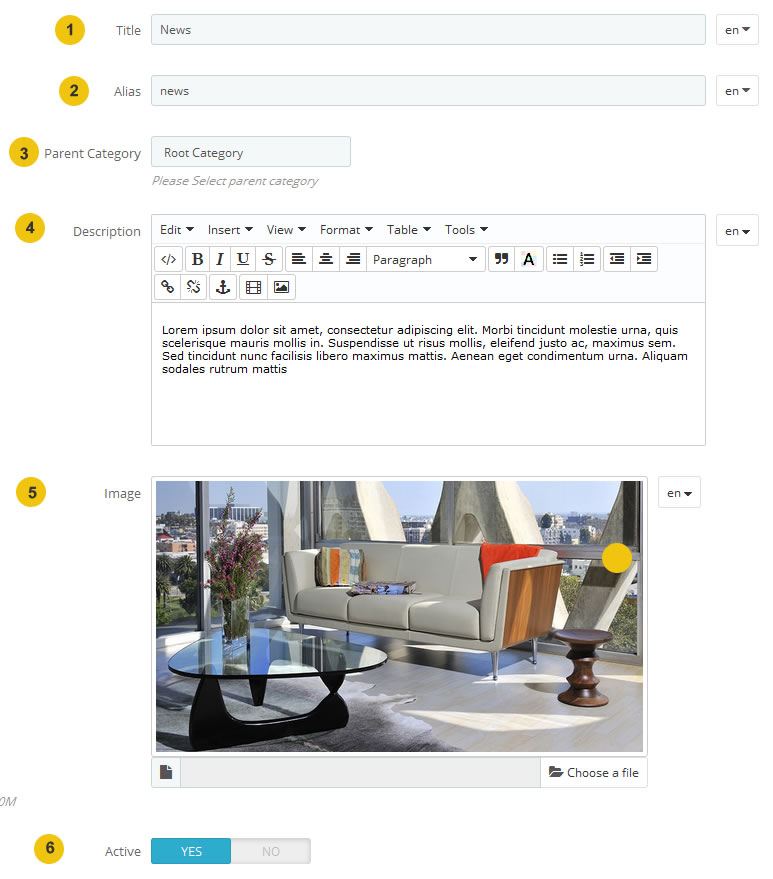 1 Title News en
2 Alias news en
3 Parent Category Root Category
Please Select parent category
4 Description Edit Insert View Format Table Tools en
B I U S Paragraph A
Lorem ipsum dolor sit amet, consectetur adipiscing elit. Morbi tincidunt molestie urna, quis
scelerisque mauris mollis in. Suspendisse ut risus mollis, eleifend justo ac, maximus sem.
Sed tincidunt nunc facilisis libero maximus mattis. Aenean eget condimentum urna. Aliquam
sodales rutrum mattis
5 Image en
Choose a file
6 Active YES NO